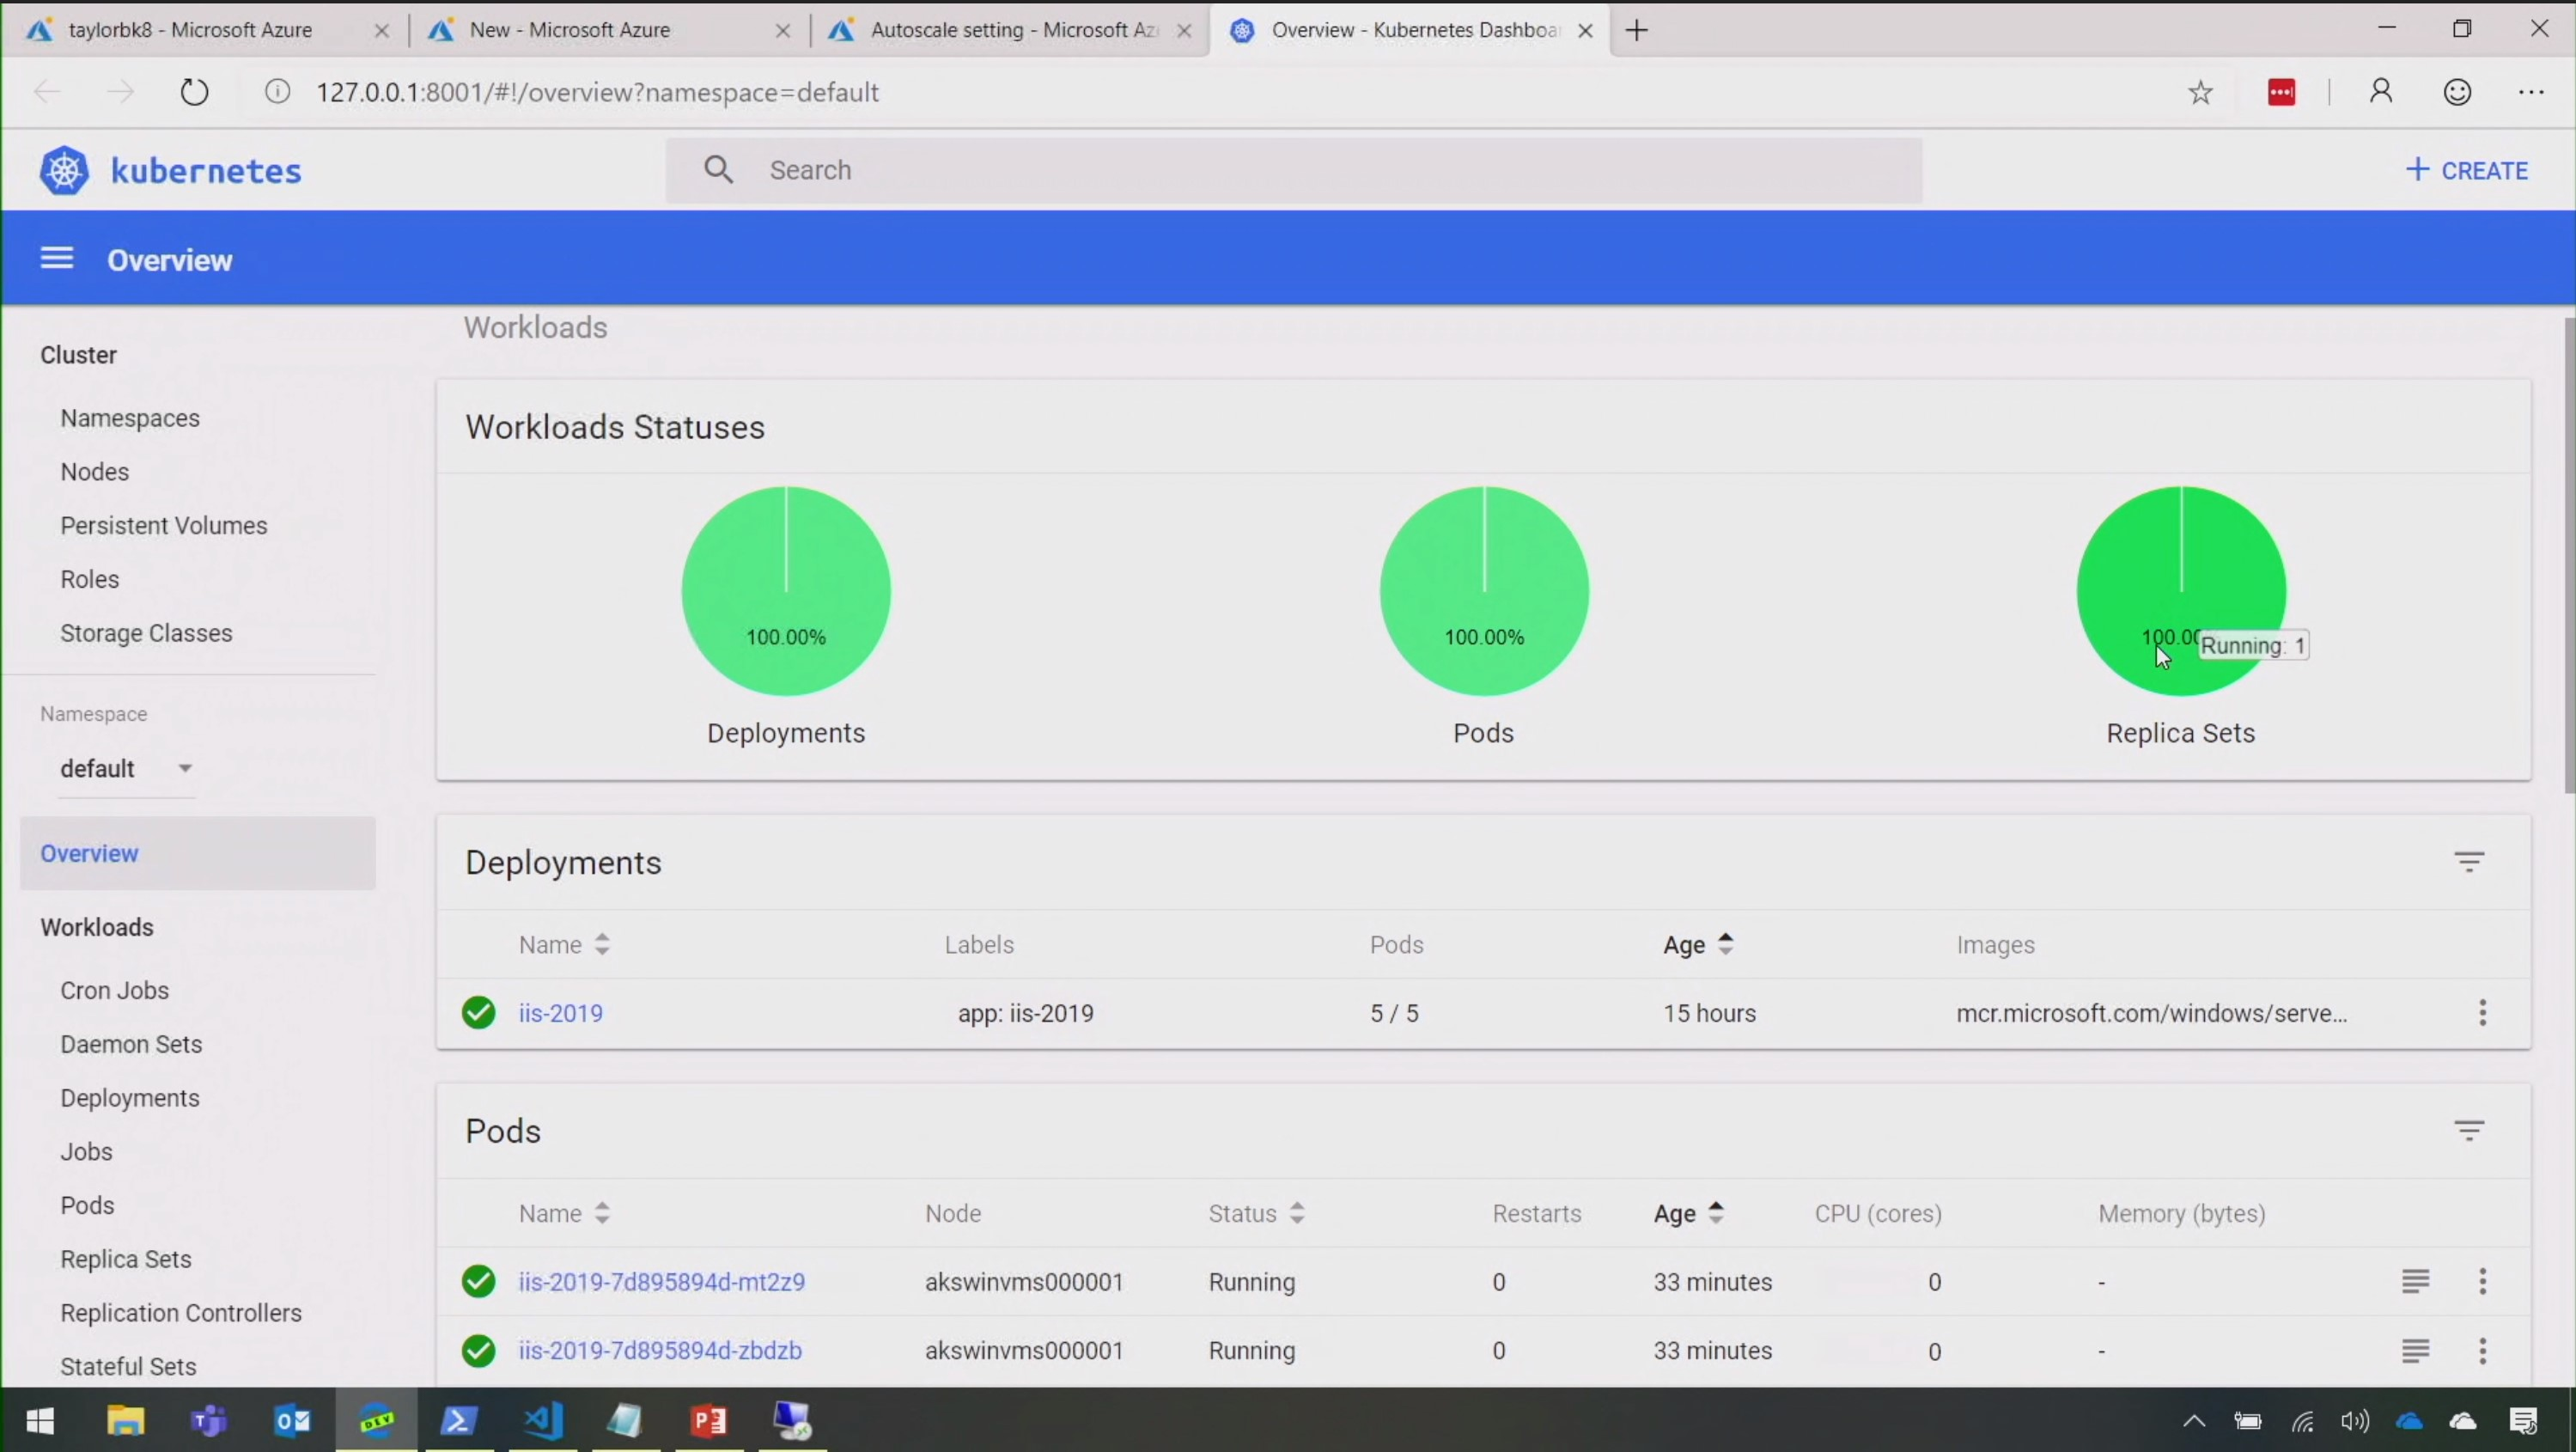 taylorbk8 - Microsoft Azure
New - Microsoft Azure
Autoscale setting - Microsoft Az
Overview - Kubernetes Dashboar
127.0.0.1:8001/#!/overview?namespace=default
kubernetes
Search
+ CREATE
Overview
Cluster
Namespaces
Nodes
Persistent Volumes
Roles
Storage Classes
Namespace
default
Overview
Workloads
Cron Jobs
Daemon Sets
Deployments
Jobs
Pods
Replica Sets
Replication Controllers
Stateful Sets
Workloads
Workloads Statuses
100.00% 100.00% 100.00
Running: 1
Deployments Pods Replica Sets
Deployments
Name Labels Pods Age Images
iis-2019 app: iis-2019 5 / 5 15 hours mcr.microsoft.com/windows/serve...
Pods
Name Node Status Restarts Age CPU (cores) Memory (bytes)
iis-2019-7d895894d-mt2z9 akswinvms000001 Running 0 33 minutes 0 -
iis-2019-7d895894d-zbdzb akswinvms000001 Running 0 33 minutes 0 -
DEV